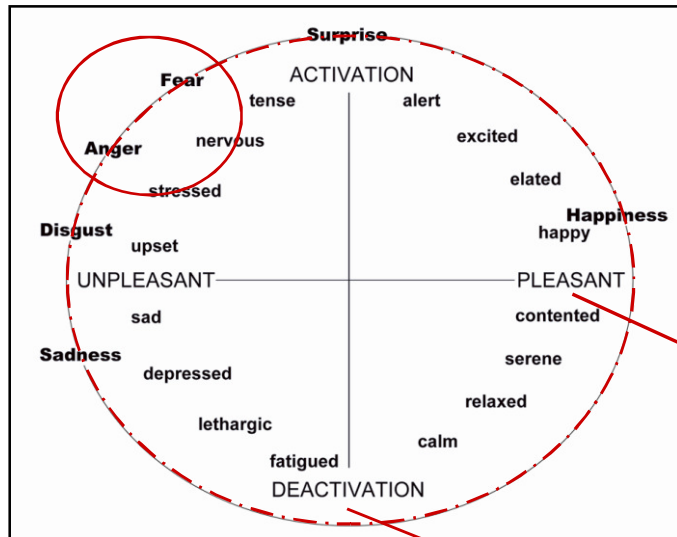 Surprise
ACTIVATION
Fear
tense
alert
nervous
excited
Anger
stressed
elated
Disgust
Happiness
upset
happy
UNPLEASANT
PLEASANT
sad
contented
Sadness
serene
depressed
relaxed
lethargic
calm
fatigued
DEACTIVATION